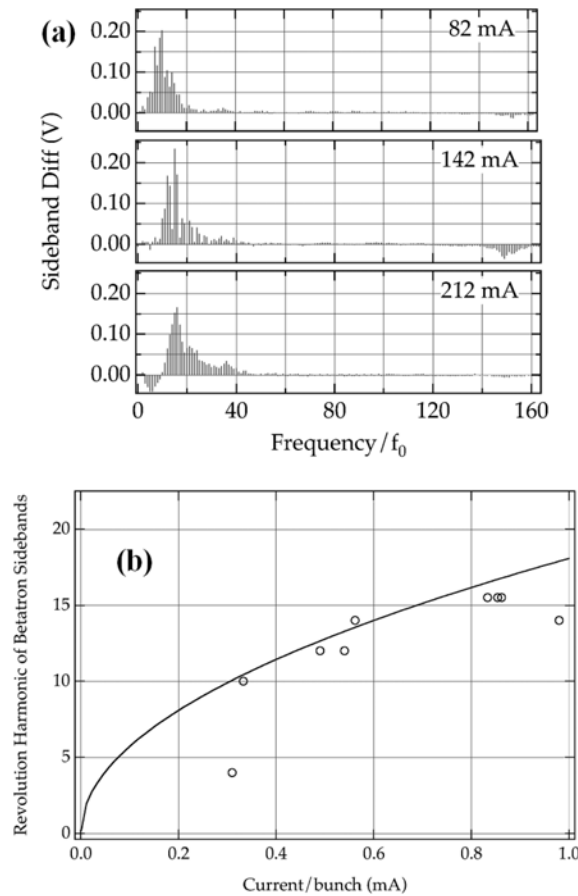 (a)
82 mA
0.20
0.10
0.00
142 mA
0.20
0.10
0.00
212 mA
0.20
0.10
0.00
Sideband Diff (V)
0 40 80 120 160
Frequency/f₀
(b)
20
15
10
5
0
Revolution Harmonic of Betatron Sidebands
0.0 0.2 0.4 0.6 0.8 1.0
Current/bunch (mA)